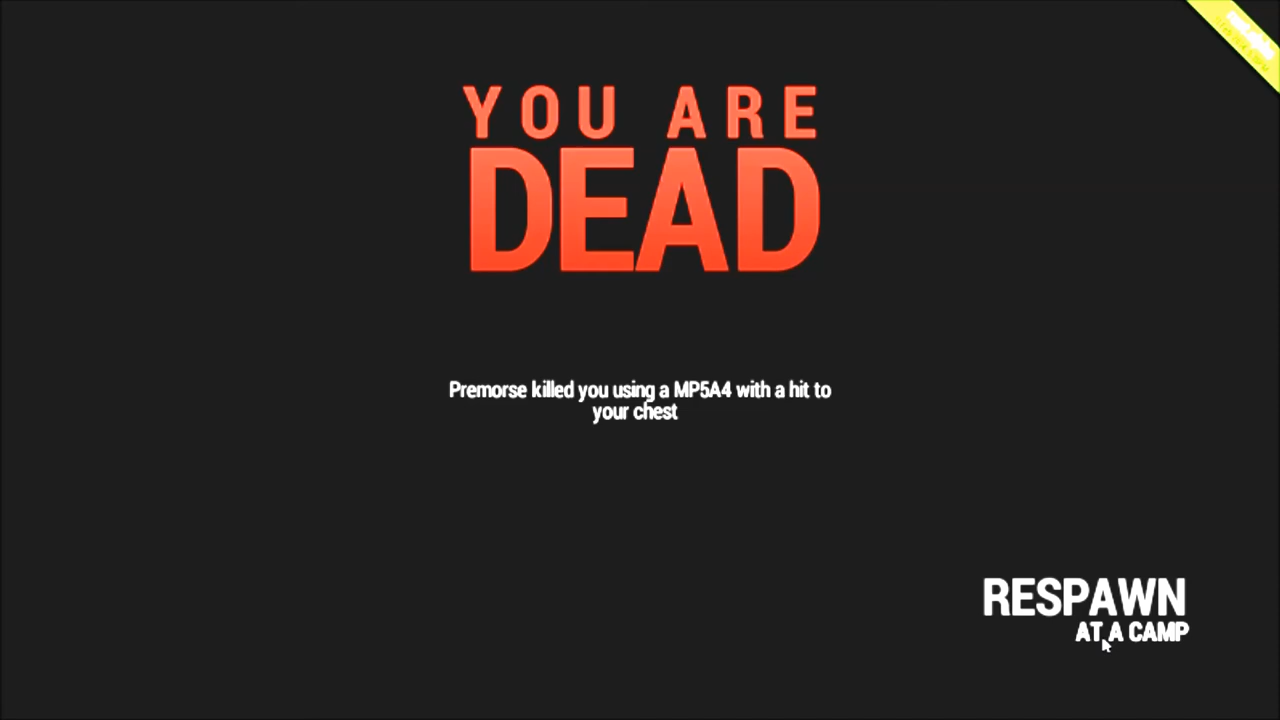 YOU ARE
DEAD
Premorse killed you using a MP5A4 with a hit to
your chest
RESPAWN
AT A CAMP